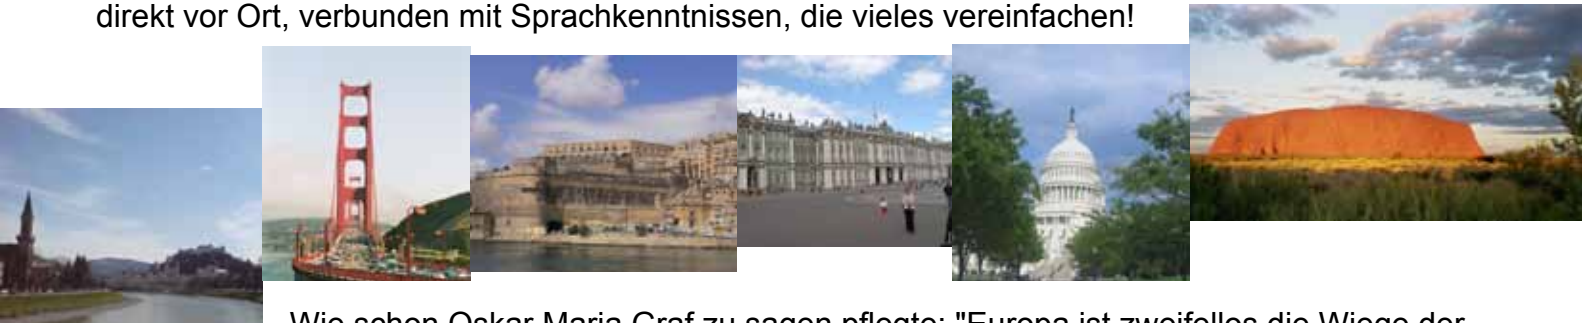 direkt vor Ort, verbunden mit Sprachkenntnissen, die vieles vereinfachen!
Wie schon Oskar Maria Graf zu sagen pflegte: "Europa ist zweifellos die Wiege der